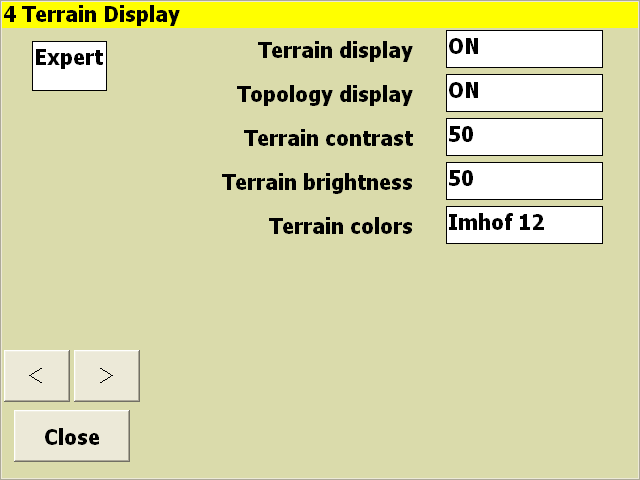 4 Terrain Display
Expert
Terrain display ON
Topology display ON
Terrain contrast 50
Terrain brightness 50
Terrain colors Imhof 12
< >
Close